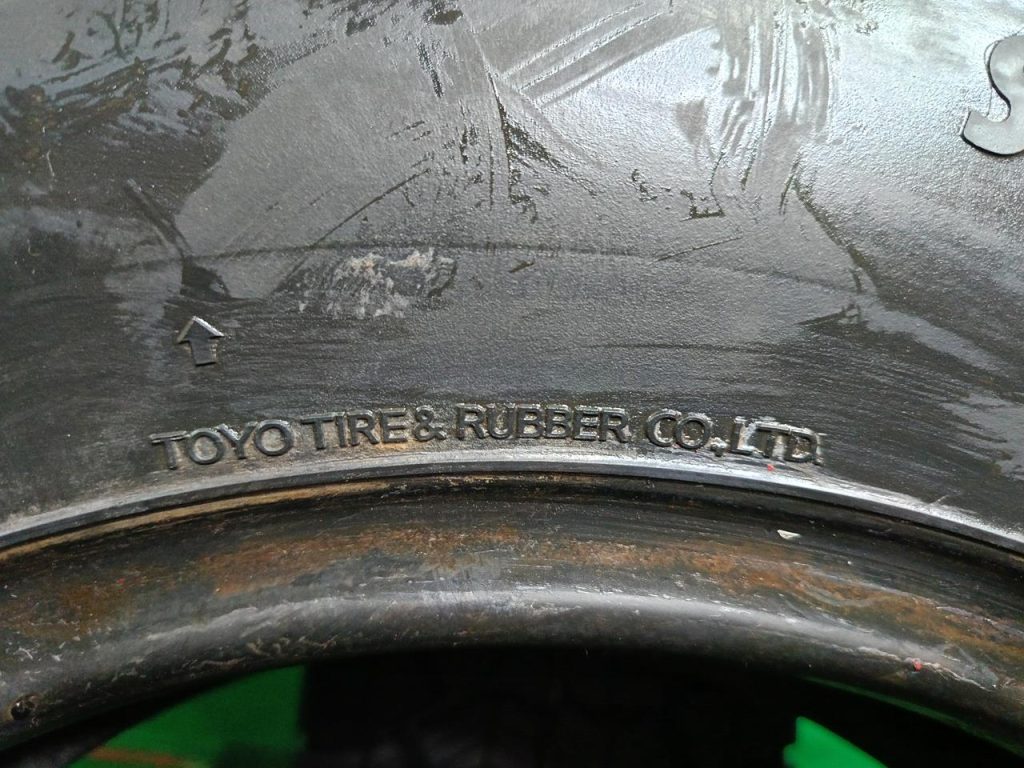 S
TOYO TIRE & RUBBER CO.,LTD.